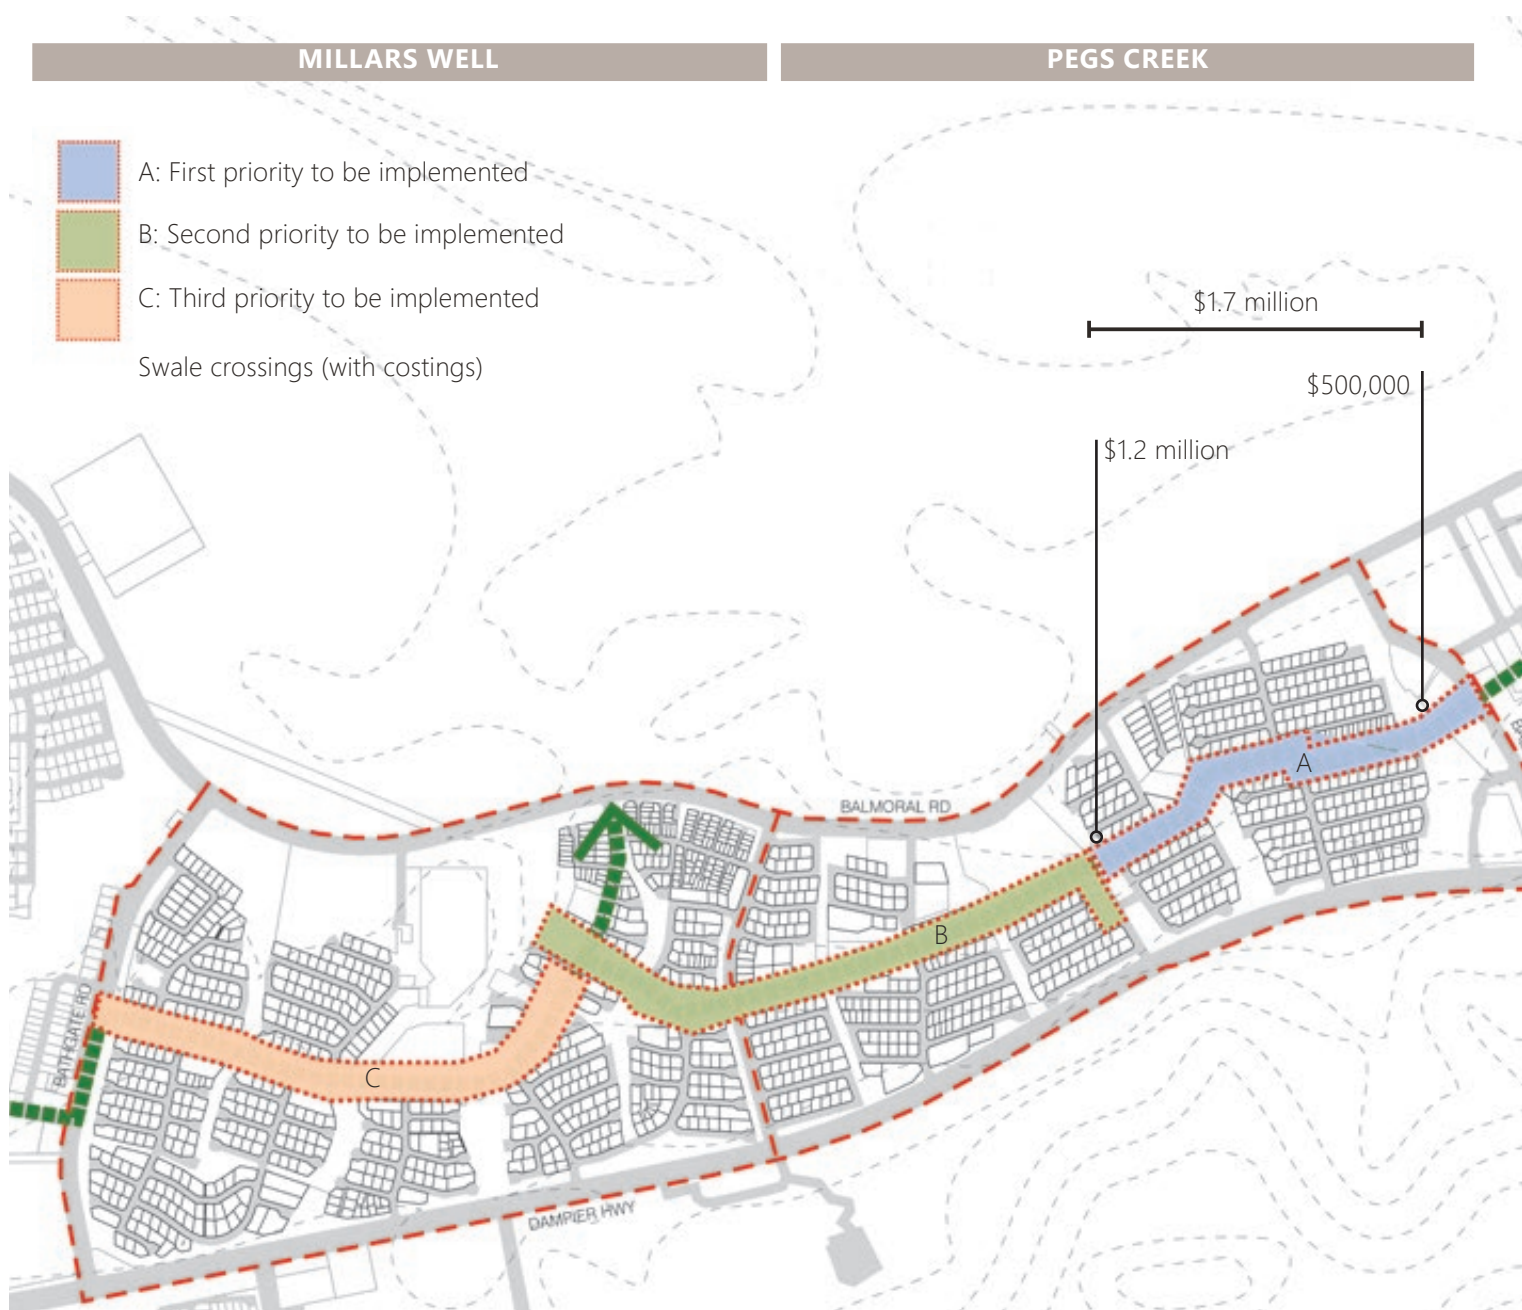 MILLARS WELL
PEGS CREEK
A: First priority to be implemented
B: Second priority to be implemented
C: Third priority to be implemented
Swale crossings (with costings)
$1.7 million
$500,000
$1.2 million
A
BALMORAL RD
B
BATHGATE RD
C
DAMPIER HWY